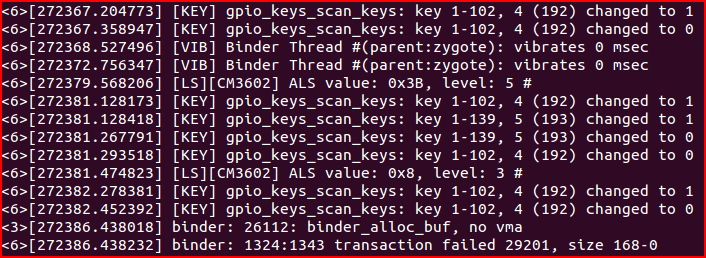 <6>[272367.204773] [KEY] gpio_keys_scan_keys: key 1-102, 4 (192) changed to 1
<6>[272367.358947] [KEY] gpio_keys_scan_keys: key 1-102, 4 (192) changed to 0
<6>[272368.527496] [VIB] Binder Thread #(parent:zygote): vibrates 0 msec
<6>[272372.756347] [VIB] Binder Thread #(parent:zygote): vibrates 0 msec
<6>[272379.568206] [LS][CM3602] ALS value: 0x3B, level: 5 #
<6>[272381.128173] [KEY] gpio_keys_scan_keys: key 1-102, 4 (192) changed to 1
<6>[272381.128418] [KEY] gpio_keys_scan_keys: key 1-139, 5 (193) changed to 1
<6>[272381.267791] [KEY] gpio_keys_scan_keys: key 1-139, 5 (193) changed to 0
<6>[272381.293518] [KEY] gpio_keys_scan_keys: key 1-102, 4 (192) changed to 0
<6>[272381.474823] [LS][CM3602] ALS value: 0x8, level: 3 #
<6>[272382.278381] [KEY] gpio_keys_scan_keys: key 1-102, 4 (192) changed to 1
<6>[272382.452392] [KEY] gpio_keys_scan_keys: key 1-102, 4 (192) changed to 0
<3>[272386.438018] binder: 26112: binder_alloc_buf, no vma
<6>[272386.438232] binder: 1324:1343 transaction failed 29201, size 168-0